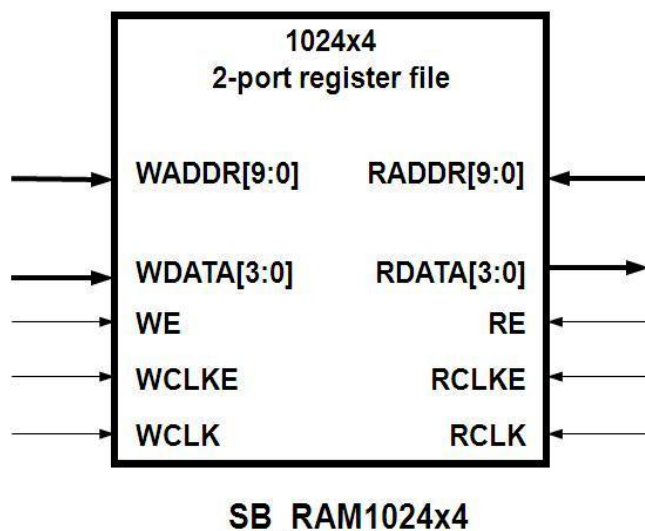 1024x4
2-port register file
WADDR[9:0] RADDR[9:0]
WDATA[3:0] RDATA[3:0]
WE RE
WCLKE RCLKE
WCLK RCLK
SB_RAM1024x4